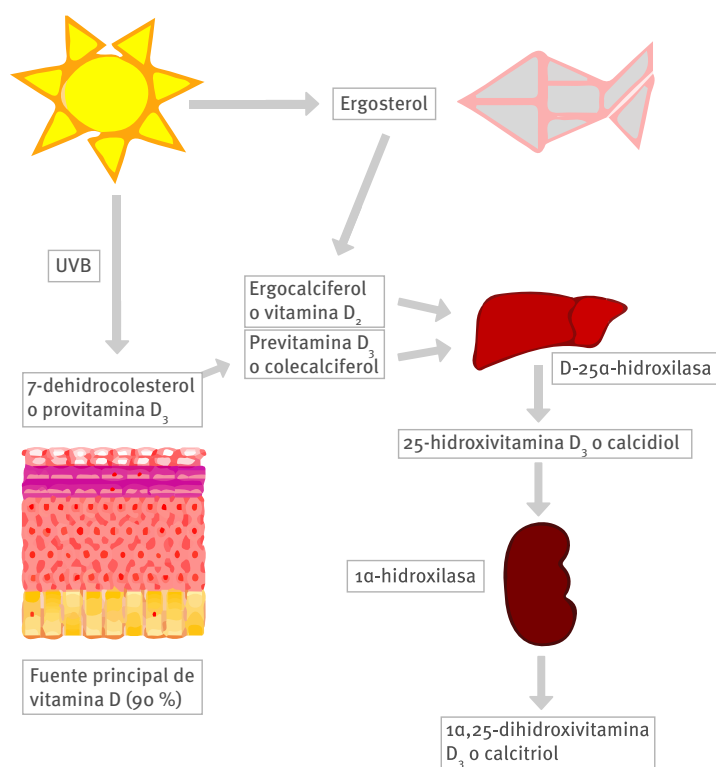 Ergosterol
UVB
Ergocalciferol
o vitamina D₂
Previtamina D₃
o colecalciferol
7-dehidrocolesterol
o provitamina D₃
D-25α-hidroxilasa
25-hidroxivitamina D₃ o calcidiol
1α-hidroxilasa
Fuente principal de
vitamina D (90 %)
1α,25-dihidroxivitamina
D₃ o calcitriol